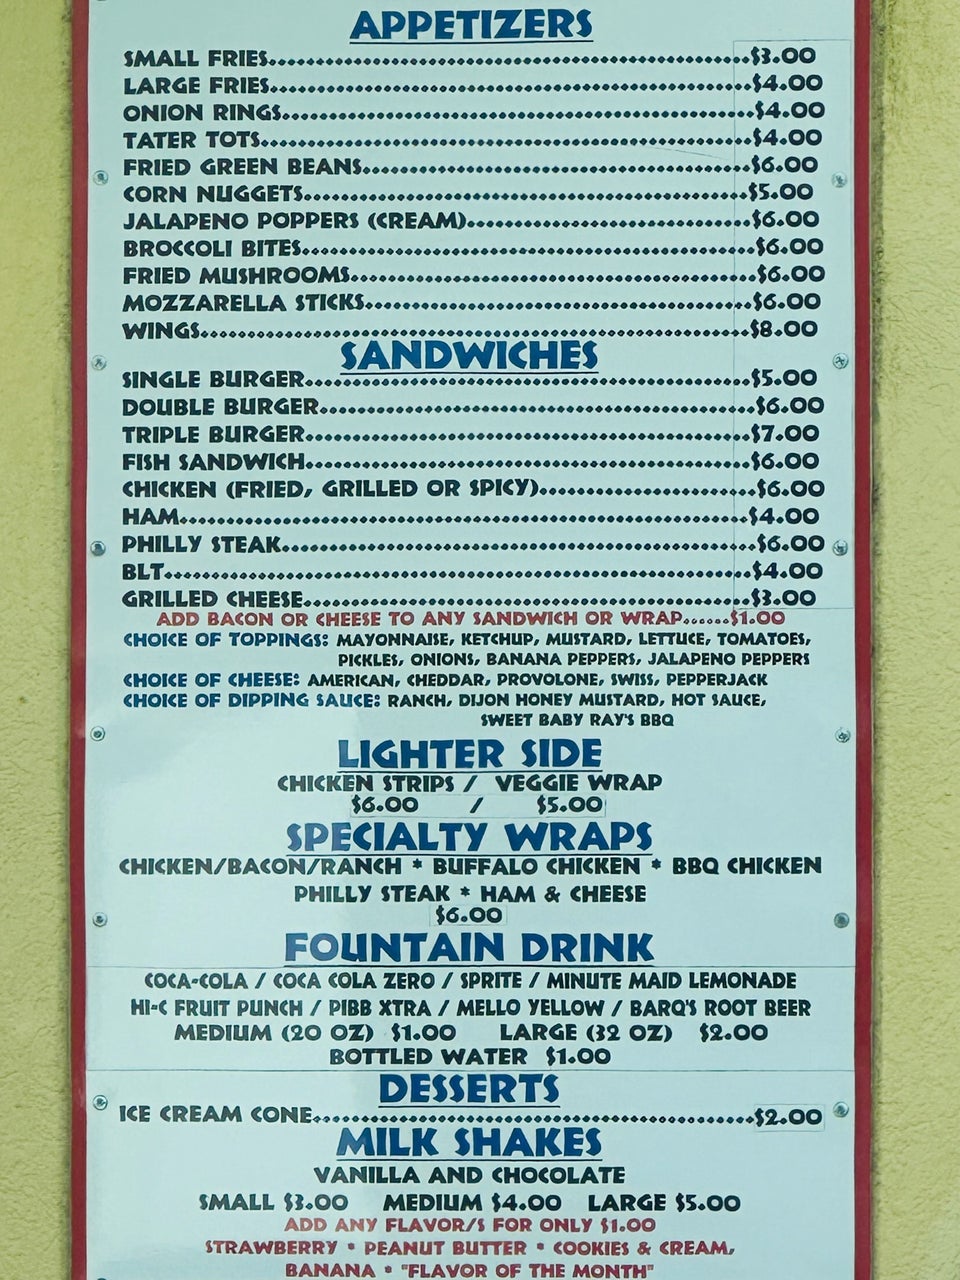 APPETIZERS
SMALL FRIES........$3.00
LARGE FRIES........$4.00
ONION RINGS........$4.00
TATER TOTS........$4.00
FRIED GREEN BEANS........$6.00
CORN NUGGETS........$5.00
JALAPENO POPPERS (CREAM)........$6.00
BROCCOLI BITES........$6.00
FRIED MUSHROOMS........$6.00
MOZZARELLA STICKS........$6.00
WINGS........$8.00
SANDWICHES
SINGLE BURGER........$5.00
DOUBLE BURGER........$6.00
TRIPLE BURGER........$7.00
FISH SANDWICH........$6.00
CHICKEN (FRIED, GRILLED OR SPICY)........$6.00
HAM........$4.00
PHILLY STEAK........$6.00
BLT........$4.00
GRILLED CHEESE........$3.00
ADD BACON OR CHEESE TO ANY SANDWICH OR WRAP......$1.00
CHOICE OF TOPPINGS: MAYONNAISE, KETCHUP, MUSTARD, LETTUCE, TOMATOES,
PICKLES, ONIONS, BANANA PEPPERS, JALAPENO PEPPERS
CHOICE OF CHEESE: AMERICAN, CHEDDAR, PROVOLONE, SWISS, PEPPERJACK
CHOICE OF DIPPING SAUCE: RANCH, DIJON HONEY MUSTARD, HOT SAUCE,
SWEET BABY RAY'S BBQ
LIGHTER SIDE
CHICKEN STRIPS / VEGGIE WRAP
$6.00 / $5.00
SPECIALTY WRAPS
CHICKEN/BACON/RANCH * BUFFALO CHICKEN * BBQ CHICKEN
PHILLY STEAK * HAM & CHEESE
$6.00
FOUNTAIN DRINK
COCA-COLA / COCA COLA ZERO / SPRITE / MINUTE MAID LEMONADE
HI-C FRUIT PUNCH / PIBB XTRA / MELLO YELLOW / BARQ'S ROOT BEER
MEDIUM (20 OZ) $1.00 LARGE (32 OZ) $2.00
BOTTLED WATER $1.00
DESSERTS
ICE CREAM CONE........$2.00
MILK SHAKES
VANILLA AND CHOCOLATE
SMALL $3.00 MEDIUM $4.00 LARGE $5.00
ADD ANY FLAVOR/S FOR ONLY $1.00
STRAWBERRY * PEANUT BUTTER * COOKIES & CREAM,
BANANA * "FLAVOR OF THE MONTH"